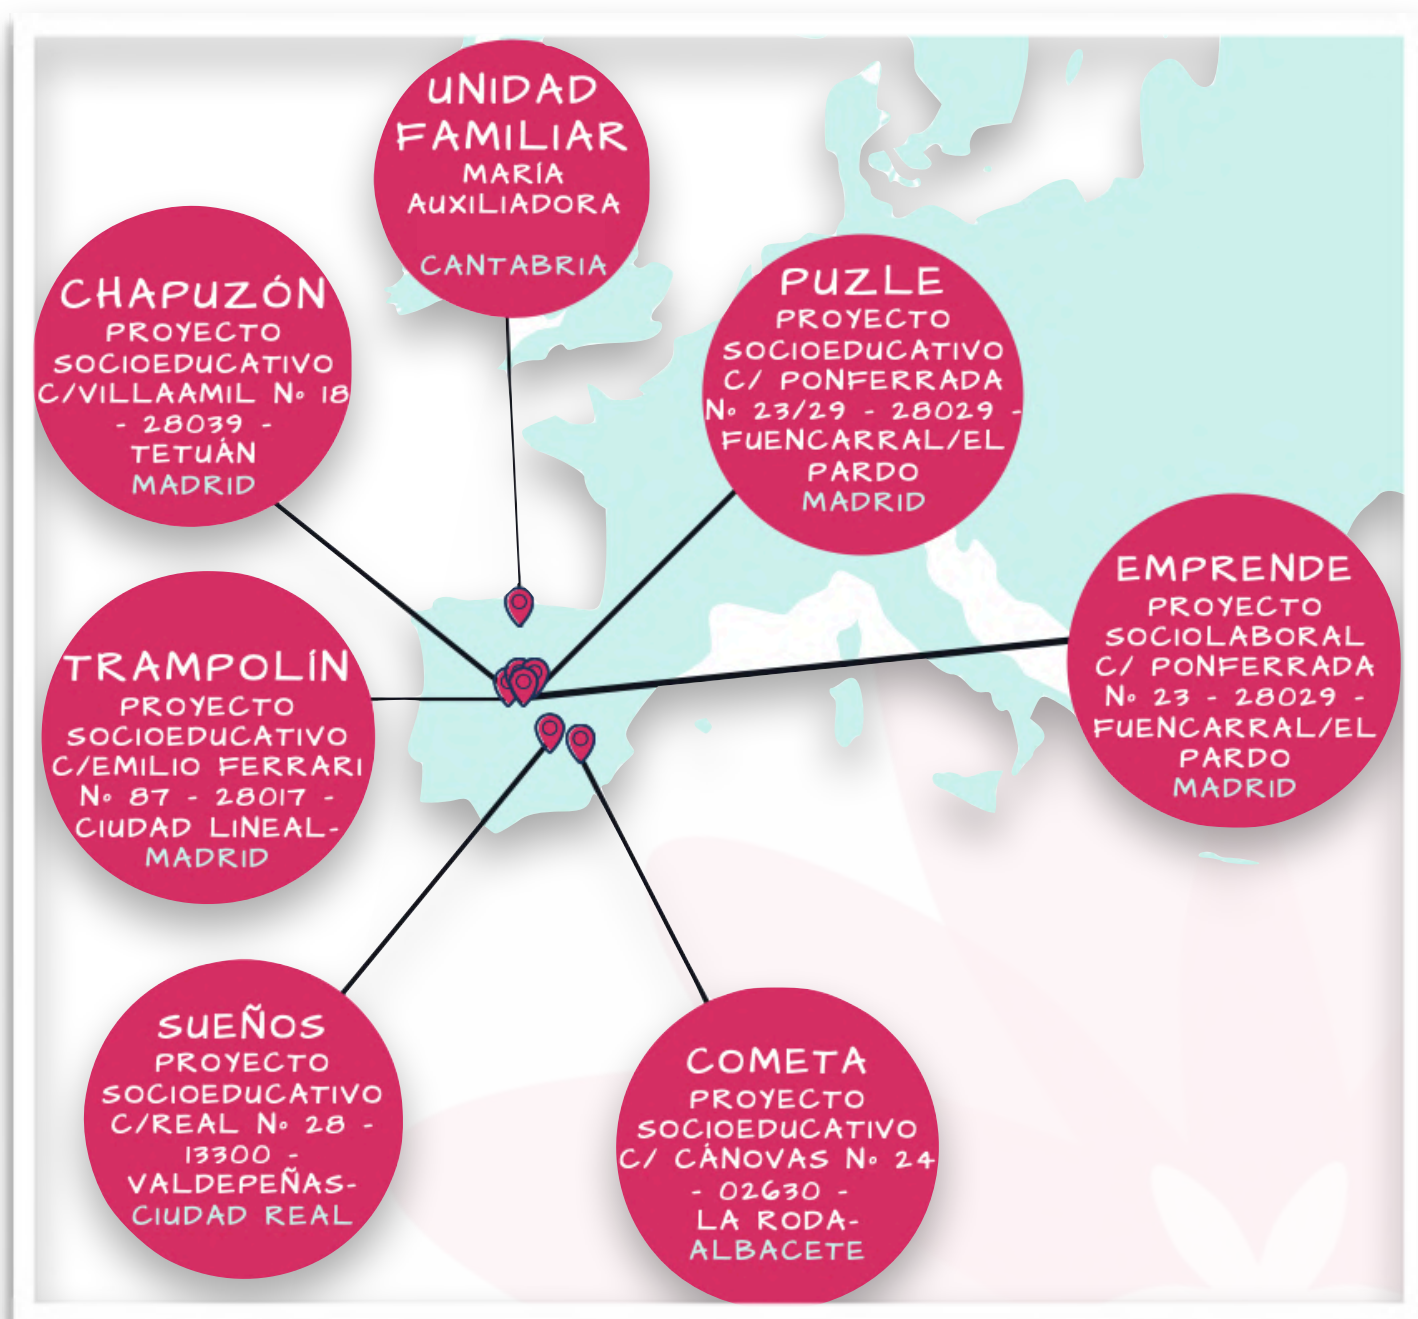 UNIDAD
FAMILIAR
MARÍA
AUXILIADORA
CANTABRIA
CHAPUZÓN
PROYECTO
SOCIOEDUCATIVO
C/VILLAAMIL Nº 18
- 28039 -
TETUÁN
MADRID
PUZLE
PROYECTO
SOCIOEDUCATIVO
C/ PONFERRADA
Nº 23/29 - 28029 -
FUENCARRAL/EL
PARDO
MADRID
EMPRENDE
PROYECTO
SOCIOLABORAL
C/ PONFERRADA
Nº 23 - 28029 -
FUENCARRAL/EL
PARDO
MADRID
TRAMPOLÍN
PROYECTO
SOCIOEDUCATIVO
C/EMILIO FERRARI
Nº 87 - 28017 -
CIUDAD LINEAL-
MADRID
SUEÑOS
PROYECTO
SOCIOEDUCATIVO
C/REAL Nº 28 -
13300 -
VALDEPEÑAS-
CIUDAD REAL
COMETA
PROYECTO
SOCIOEDUCATIVO
C/ CÁNOVAS Nº 24
- 02630 -
LA RODA-
ALBACETE